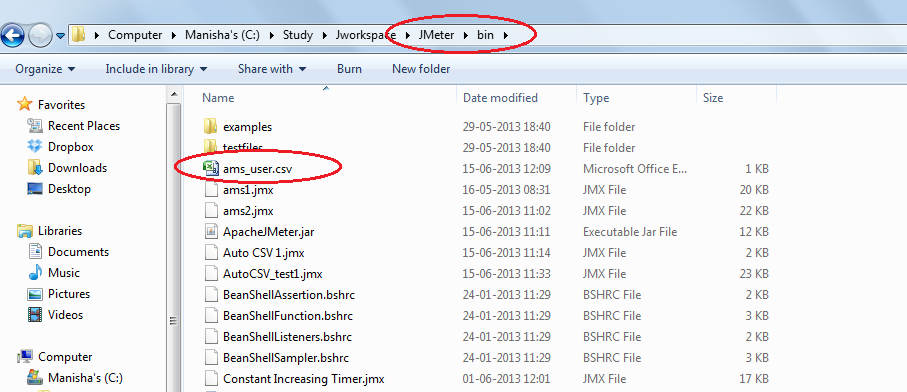 Computer Manisha's (C:) Study Jworkspace JMeter bin
Organize Include in library Share with Burn New folder
Favorites
Recent Places
Dropbox
Downloads
Desktop
Libraries
Documents
Music
Pictures
Videos
Computer
Manisha's (C:)
Name Date modified Type Size
examples 29-05-2013 18:40 File folder
testfiles 29-05-2013 18:40 File folder
ams_user.csv 15-06-2013 12:09 Microsoft Office E... 1 KB
ams1.jmx 16-05-2013 08:31 JMX File 20 KB
ams2.jmx 15-06-2013 11:02 JMX File 22 KB
ApacheJMeter.jar 15-06-2013 11:11 Executable Jar File 12 KB
Auto CSV 1.jmx 15-06-2013 11:14 JMX File 2 KB
AutoCSV_test1.jmx 15-06-2013 11:33 JMX File 23 KB
BeanShellAssertion.bshrc 24-01-2013 11:29 BSHRC File 2 KB
BeanShellFunction.bshrc 24-01-2013 11:29 BSHRC File 3 KB
BeanShellListeners.bshrc 24-01-2013 11:29 BSHRC File 2 KB
BeanShellSampler.bshrc 24-01-2013 11:29 BSHRC File 3 KB
Constant Increasing Timer.jmx 01-06-2013 12:01 JMX File 17 KB